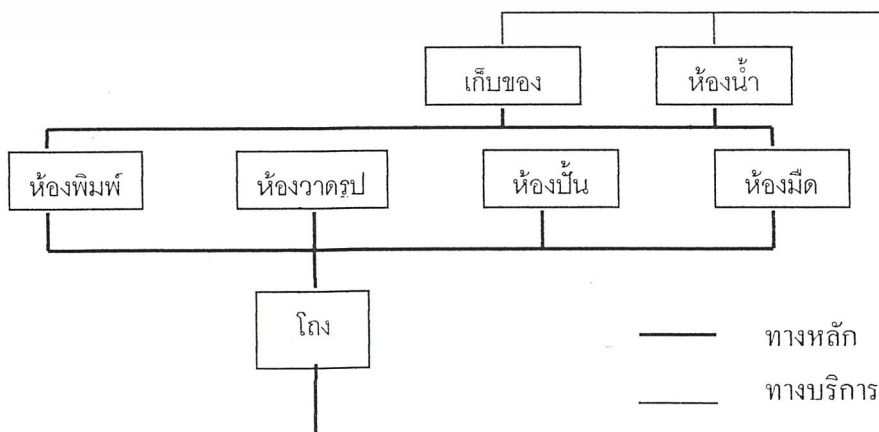 เก็บของ
ห้องน้ำ
ห้องพิมพ์
ห้องวาดรูป
ห้องปั้น
ห้องมืด
โถง
ทางหลัก
ทางบริการ